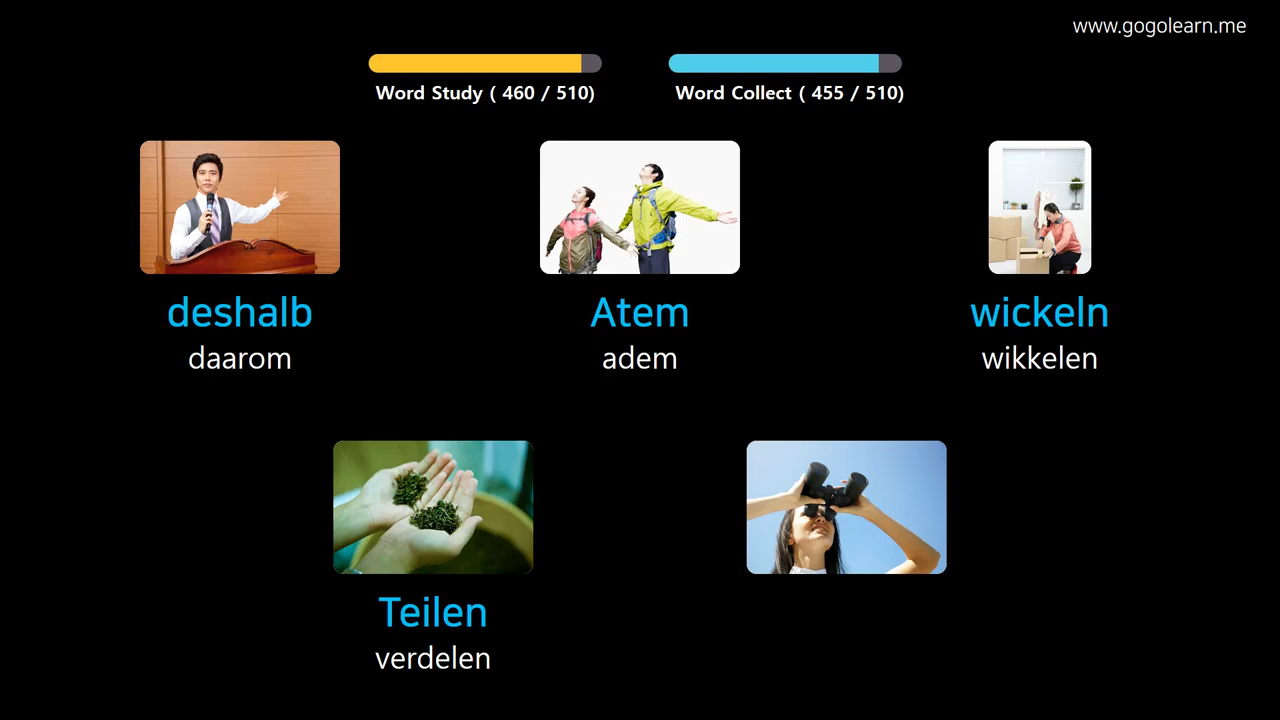 www.gogolearn.me
Word Study ( 460 / 510)
Word Collect ( 455 / 510)
deshalb
daarom
Atem
adem
wickeln
wikkelen
Teilen
verdelen